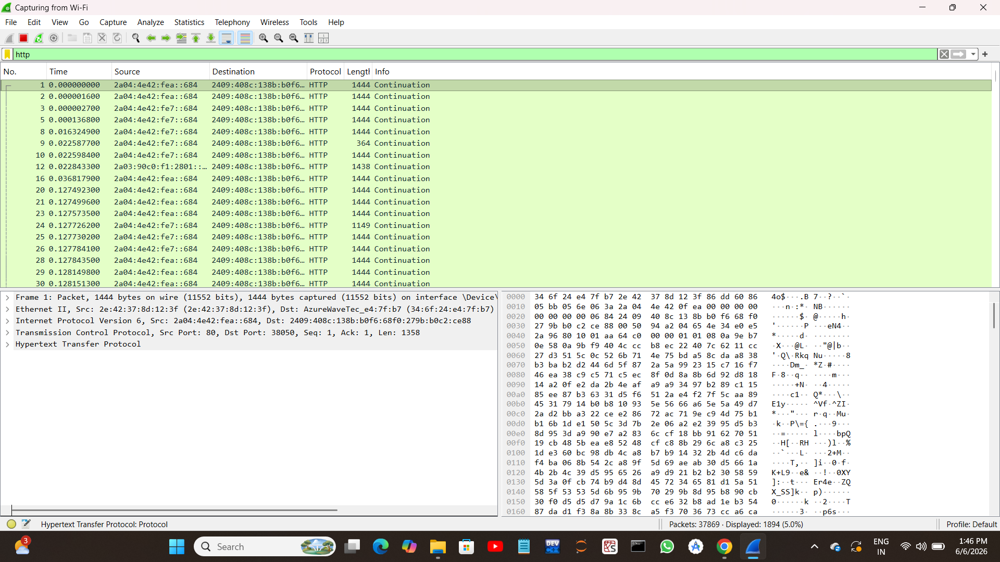 Capturing from Wi-Fi
File Edit View Go Capture Analyze Statistics Telephony Wireless Tools Help
http
No. Time Source Destination Protocol Length Info
1 0.000000000 2a04:4e42:fea::684 2409:408c:138b:b0f6… HTTP 1444 Continuation
2 0.000001600 2a04:4e42:fea::684 2409:408c:138b:b0f6… HTTP 1444 Continuation
3 0.000002700 2a04:4e42:fe7::684 2409:408c:138b:b0f6… HTTP 1444 Continuation
5 0.000136800 2a04:4e42:fe7::684 2409:408c:138b:b0f6… HTTP 1444 Continuation
8 0.016324900 2a04:4e42:fe7::684 2409:408c:138b:b0f6… HTTP 1444 Continuation
9 0.022587700 2a04:4e42:fe7::684 2409:408c:138b:b0f6… HTTP 364 Continuation
10 0.022598400 2a04:4e42:fe7::684 2409:408c:138b:b0f6… HTTP 1444 Continuation
12 0.022843300 2a03:90c0:f1:2801::… 2409:408c:138b:b0f6… HTTP 1438 Continuation
16 0.036817900 2a04:4e42:fe7::684 2409:408c:138b:b0f6… HTTP 1444 Continuation
20 0.127492300 2a04:4e42:fea::684 2409:408c:138b:b0f6… HTTP 1444 Continuation
21 0.127499600 2a04:4e42:fea::684 2409:408c:138b:b0f6… HTTP 1444 Continuation
23 0.127573500 2a04:4e42:fea::684 2409:408c:138b:b0f6… HTTP 1444 Continuation
24 0.127726200 2a04:4e42:fe7::684 2409:408c:138b:b0f6… HTTP 1149 Continuation
25 0.127730200 2a04:4e42:fe7::684 2409:408c:138b:b0f6… HTTP 1444 Continuation
26 0.127784100 2a04:4e42:fe7::684 2409:408c:138b:b0f6… HTTP 1444 Continuation
28 0.127843500 2a04:4e42:fea::684 2409:408c:138b:b0f6… HTTP 1444 Continuation
29 0.128149800 2a04:4e42:fea::684 2409:408c:138b:b0f6… HTTP 1444 Continuation
30 0.128151300 2a04:4e42:fea::684 2409:408c:138b:b0f6… HTTP 1444 Continuation
Frame 1: Packet, 1444 bytes on wire (11552 bits), 1444 bytes captured (11552 bits) on interface \Device\
Ethernet II, Src: 2e:42:37:8d:12:3f (2e:42:37:8d:12:3f), Dst: AzureWaveTec_e4:7f:b7 (34:6f:24:e4:7f:b7)
Internet Protocol Version 6, Src: 2a04:4e42:fea::684, Dst: 2409:408c:138b:b0f6:68f0:279b:b0c2:ce88
Transmission Control Protocol, Src Port: 80, Dst Port: 38050, Seq: 1, Ack: 1, Len: 1358
Hypertext Transfer Protocol
0000 34 6f 24 e4 7f b7 2e 42 37 8d 12 3f 86 dd 60 86 4o$···.B 7··?··`·
0010 05 bb 05 6e 06 3a 2a 04 4e 42 0f ea 00 00 00 00 ···n·:*· NB······
0020 00 00 00 00 06 84 24 09 40 8c 13 8b b0 f6 68 f0 ······$· @·····h·
0030 27 9b b0 c2 ce 88 00 50 94 a2 04 65 4e 34 e0 e5 '······P ···eN4··
0040 2a 96 80 10 01 aa 64 c0 00 00 01 01 08 0a 9e b7 *·····d· ········
0050 0e 58 0a 9b f9 40 4c cc b8 ec 22 40 7c 62 11 cc ·X···@L· ··"@|b··
0060 27 d3 51 5c 0c 52 6b 71 4e 75 bd a5 8c da a8 38 '·Q\·Rkq Nu·····8
0070 b3 ba b2 d2 44 6d 5f 87 2a 5a 99 23 15 c7 16 f7 ····Dm_· *Z·#····
0080 46 ea 38 c9 c5 71 c5 ec 8f 0d 8a 8b 6d 92 d8 18 F·8··q·· ····m···
0090 14 a2 0f e2 da 2b 4e af a9 a9 34 97 b2 89 c1 15 ·····+N· ··4·····
00a0 85 ee 87 b3 63 31 d5 f6 51 2a e4 f2 7f 5c aa 89 ····c1·· Q*···\··
00b0 45 31 79 14 b0 b8 10 93 5e 56 66 a6 5e 5a 49 d7 E1y····· ^Vf·^ZI·
00c0 2a d2 bb a3 22 ce e2 86 72 ac 71 9e c9 4d 75 b1 *···"··· r·q··Mu·
00d0 b1 6b 1d e1 50 5c 3d 7b 2e 06 a2 e2 39 95 d5 b3 ·k··P\={ .···9···
00e0 8d 95 3d a9 90 e7 a2 83 6c cf 18 bb 91 62 70 51 ··=····· l····bpQ
00f0 19 cb 48 5b ea e8 52 48 cf c8 8b 29 6c a8 c3 25 ··H[··RH ···)l··%
0100 1d e3 60 bc 98 db 4c a8 b7 b9 14 32 2b 4d c6 da ··`···L· ···2+M··
0110 f4 ba 06 8b 54 2c a8 9f 5d 69 ae ab 30 d5 66 1a ····T,·· ]i··0·f·
0120 4b 2b 4c 39 d5 95 65 26 a9 d9 21 b2 b2 30 58 59 K+L9··e& ··!··0XY
0130 5d 3a 0f cb 74 b9 d4 8d 45 72 34 65 81 d1 5a 51 ]:··t··· Er4e··ZQ
0140 58 5f 53 53 5d 6b 95 9b 70 29 9b 8d 95 b8 90 cb X_SS]k·· p)······
0150 30 f0 d5 d5 d7 9a 1c 6b cc e6 32 b8 ad 1e b3 54 0······k ··2····T
0160 87 da d1 f3 8a 8b 33 8c a5 f3 70 36 73 cc a6 ca ······3· ··p6s···
Hypertext Transfer Protocol: Protocol
Packets: 37869 · Displayed: 1894 (5.0%)
Profile: Default
3
Search
DEV
ENG
IN
1:46 PM
6/6/2026